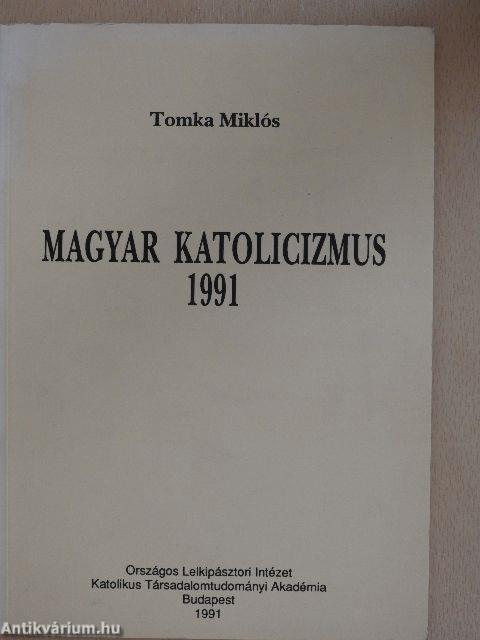 Tomka Miklós
MAGYAR KATOLICIZMUS
1991
Országos Lelkipásztori Intézet
Katolikus Társadalomtudományi Akadémia
Budapest
1991
Antikvárium.hu